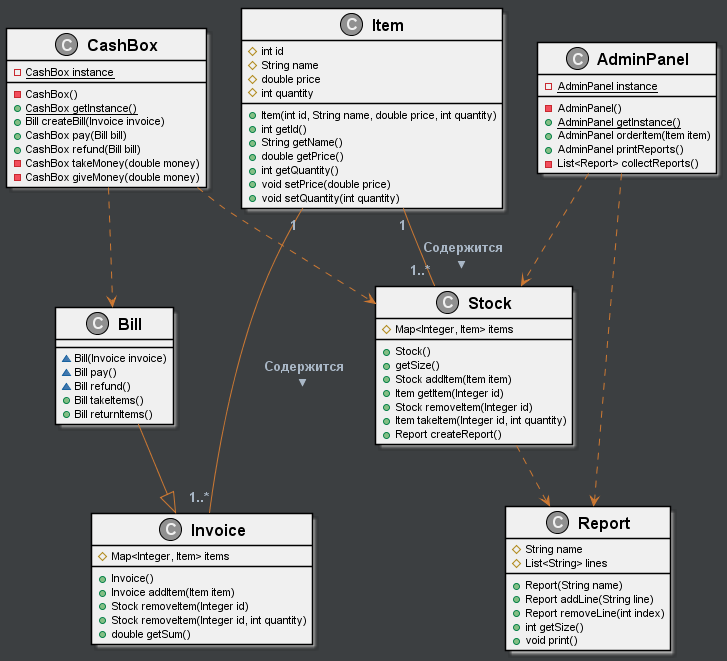 C CashBox
CashBox instance
CashBox()
CashBox getInstance()
Bill createBill(Invoice invoice)
CashBox pay(Bill bill)
CashBox refund(Bill bill)
CashBox takeMoney(double money)
CashBox giveMoney(double money)
C Item
int id
String name
double price
int quantity
Item(int id, String name, double price, int quantity)
int getId()
String getName()
double getPrice()
int getQuantity()
void setPrice(double price)
void setQuantity(int quantity)
C AdminPanel
AdminPanel instance
AdminPanel()
AdminPanel getInstance()
AdminPanel orderItem(Item item)
AdminPanel printReports()
List<Report> collectReports()
1
1
Содержится
1..*
C Bill
Bill(Invoice invoice)
Bill pay()
Bill refund()
Bill takeItems()
Bill returnItems()
Содержится
C Stock
Map<Integer, Item> items
Stock()
getSize()
Stock addItem(Item item)
Item getItem(Integer id)
Stock removeItem(Integer id)
Item takeItem(Integer id, int quantity)
Report createReport()
1..*
C Invoice
Map<Integer, Item> items
Invoice()
Invoice addItem(Item item)
Stock removeItem(Integer id)
Stock removeItem(Integer id, int quantity)
double getSum()
C Report
String name
List<String> lines
Report(String name)
Report addLine(String line)
Report removeLine(int index)
int getSize()
void print()